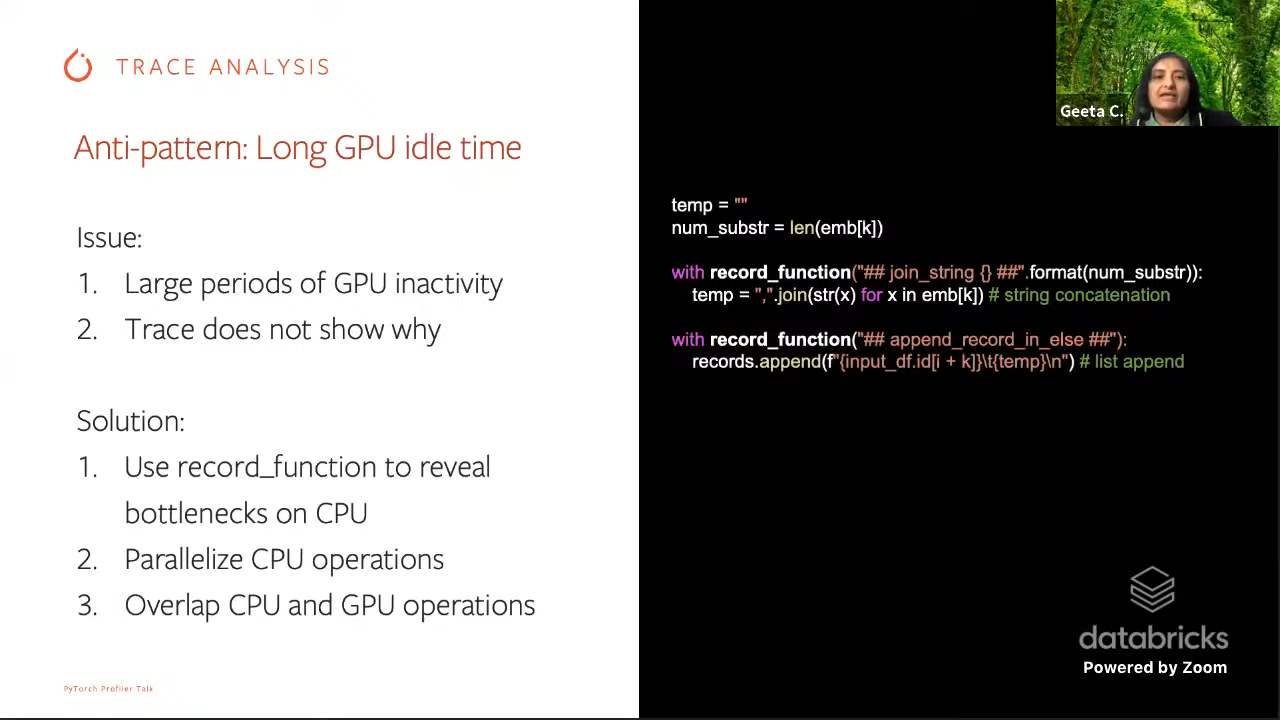 TRACE ANALYSIS
Anti-pattern: Long GPU idle time
Issue:
1. Large periods of GPU inactivity
2. Trace does not show why
Solution:
1. Use record_function to reveal
bottlenecks on CPU
2. Parallelize CPU operations
3. Overlap CPU and GPU operations
PyTorch Profiler Talk
Geeta C.
temp = ""
num_substr = len(emb[k])
with record_function("## join_string {} ##".format(num_substr)):
temp = ",".join(str(x) for x in emb[k]) # string concatenation
with record_function("## append_record_in_else ##"):
records.append(f"{input_df.id[i + k]}\t{temp}\n") # list append
databricks
Powered by Zoom